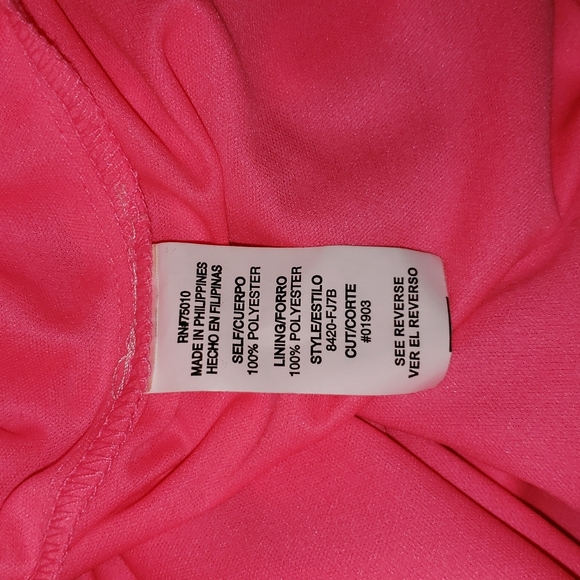 RN#75010
MADE IN PHILIPPINES
HECHO EN FILIPINAS
SELF/CUERPO
100% POLYESTER
LINING/FORRO
100% POLYESTER
STYLE/ESTILO
8420-FJ7B
CUT/CORTE
#01903
SEE REVERSE
VER EL REVERSO